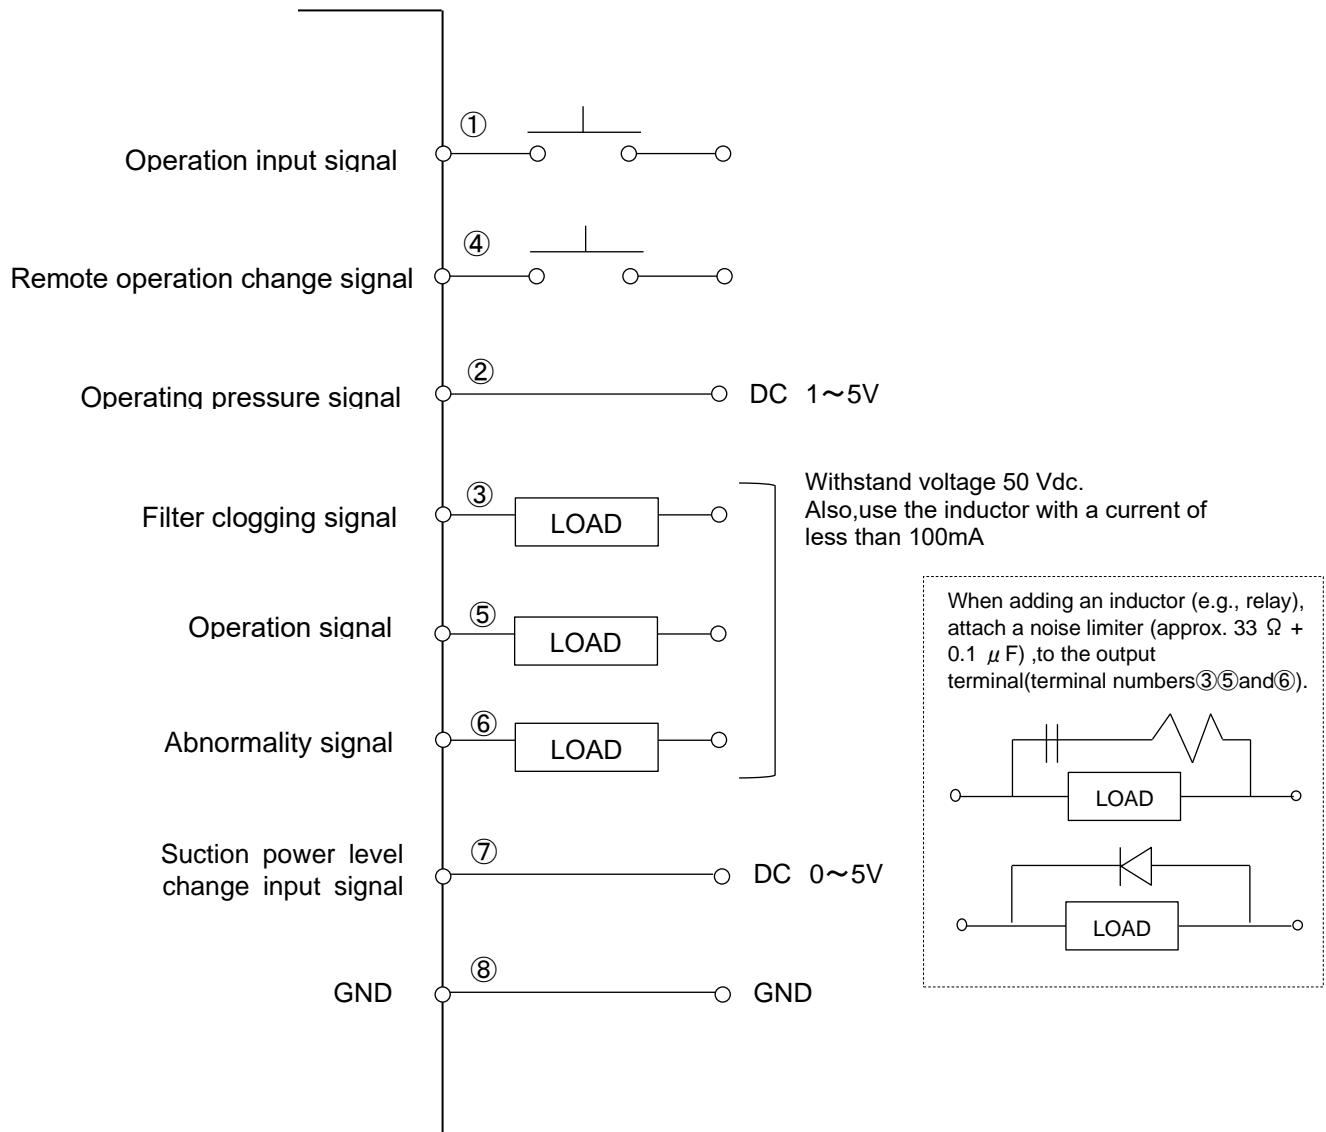 ①
Operation input signal
④
Remote operation change signal
②
Operating pressure signal
DC 1～5V
③
Filter clogging signal
LOAD
Withstand voltage 50 Vdc.
Also,use the inductor with a current of
less than 100mA
⑤
Operation signal
LOAD
⑥
Abnormality signal
LOAD
When adding an inductor (e.g., relay),
attach a noise limiter (approx. 33 Ω +
0.1 μF) ,to the output
terminal(terminal numbers③⑤and⑥).
LOAD
LOAD
⑦
Suction power level
change input signal
DC 0～5V
⑧
GND
GND